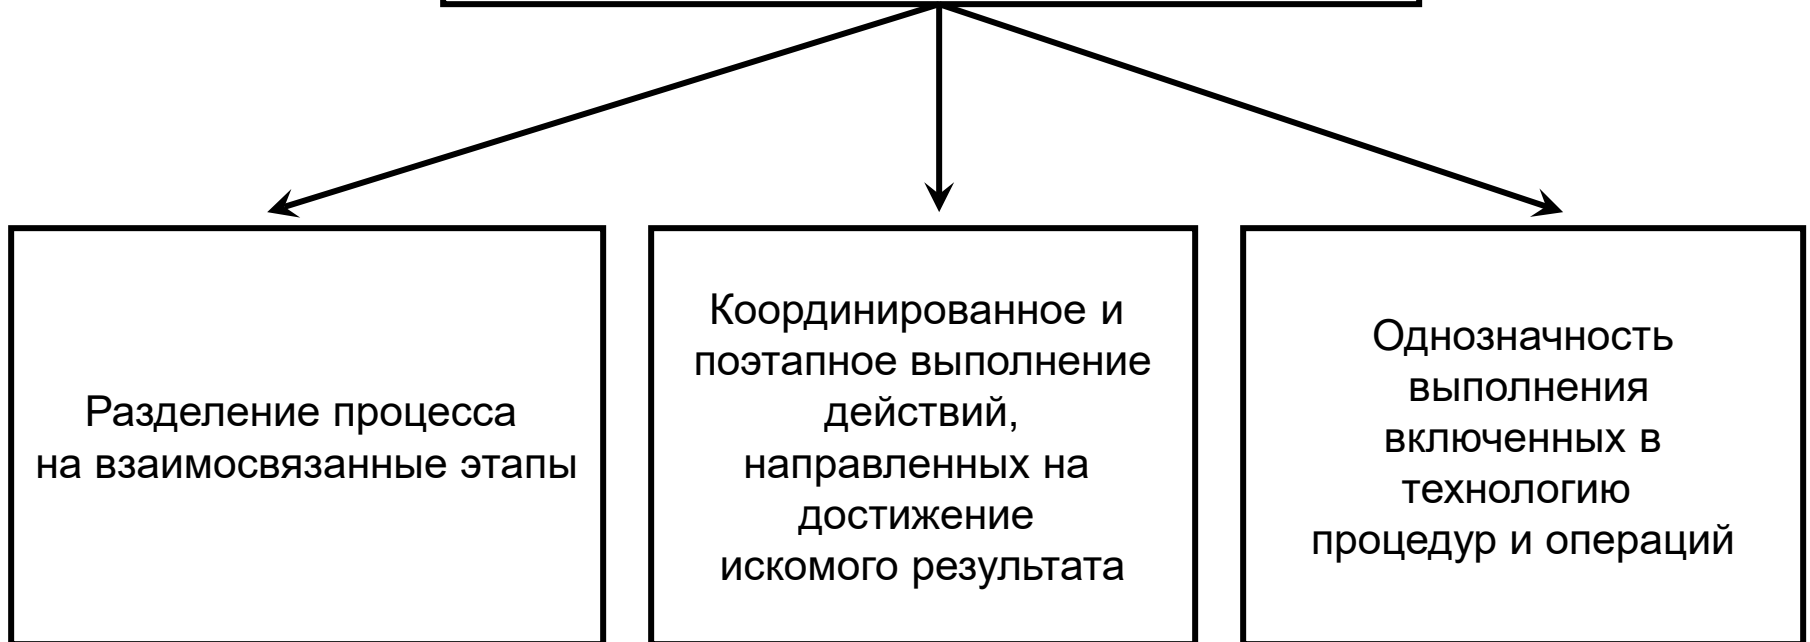 Разделение процесса
на взаимосвязанные этапы
Координированное и
поэтапное выполнение
действий,
направленных на
достижение
искомого результата
Однозначность
выполнения
включенных в
технологию
процедур и операций